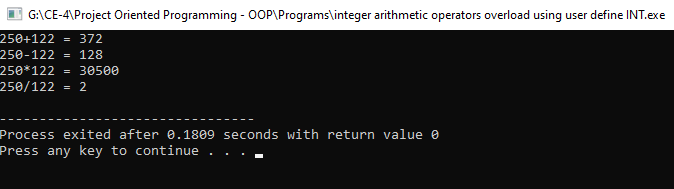 G:\CE-4\Project Oriented Programming - OOP\Programs\integer arithmetic operators overload using user define INT.exe
250+122 = 372
250-122 = 128
250*122 = 30500
250/122 = 2
--------------------------------
Process exited after 0.1809 seconds with return value 0
Press any key to continue . . .